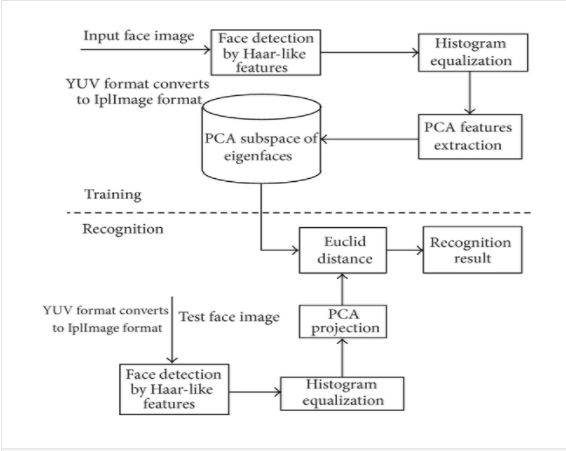 Input face image
Face detection
by Haar-like
features
Histogram
equalization
YUV format converts
to IplImage format
PCA subspace of
eigenfaces
PCA features
extraction
Training
Recognition
Euclid
distance
Recognition
result
YUV format converts
to IplImage format
Test face image
PCA
projection
Face detection
by Haar-like
features
Histogram
equalization